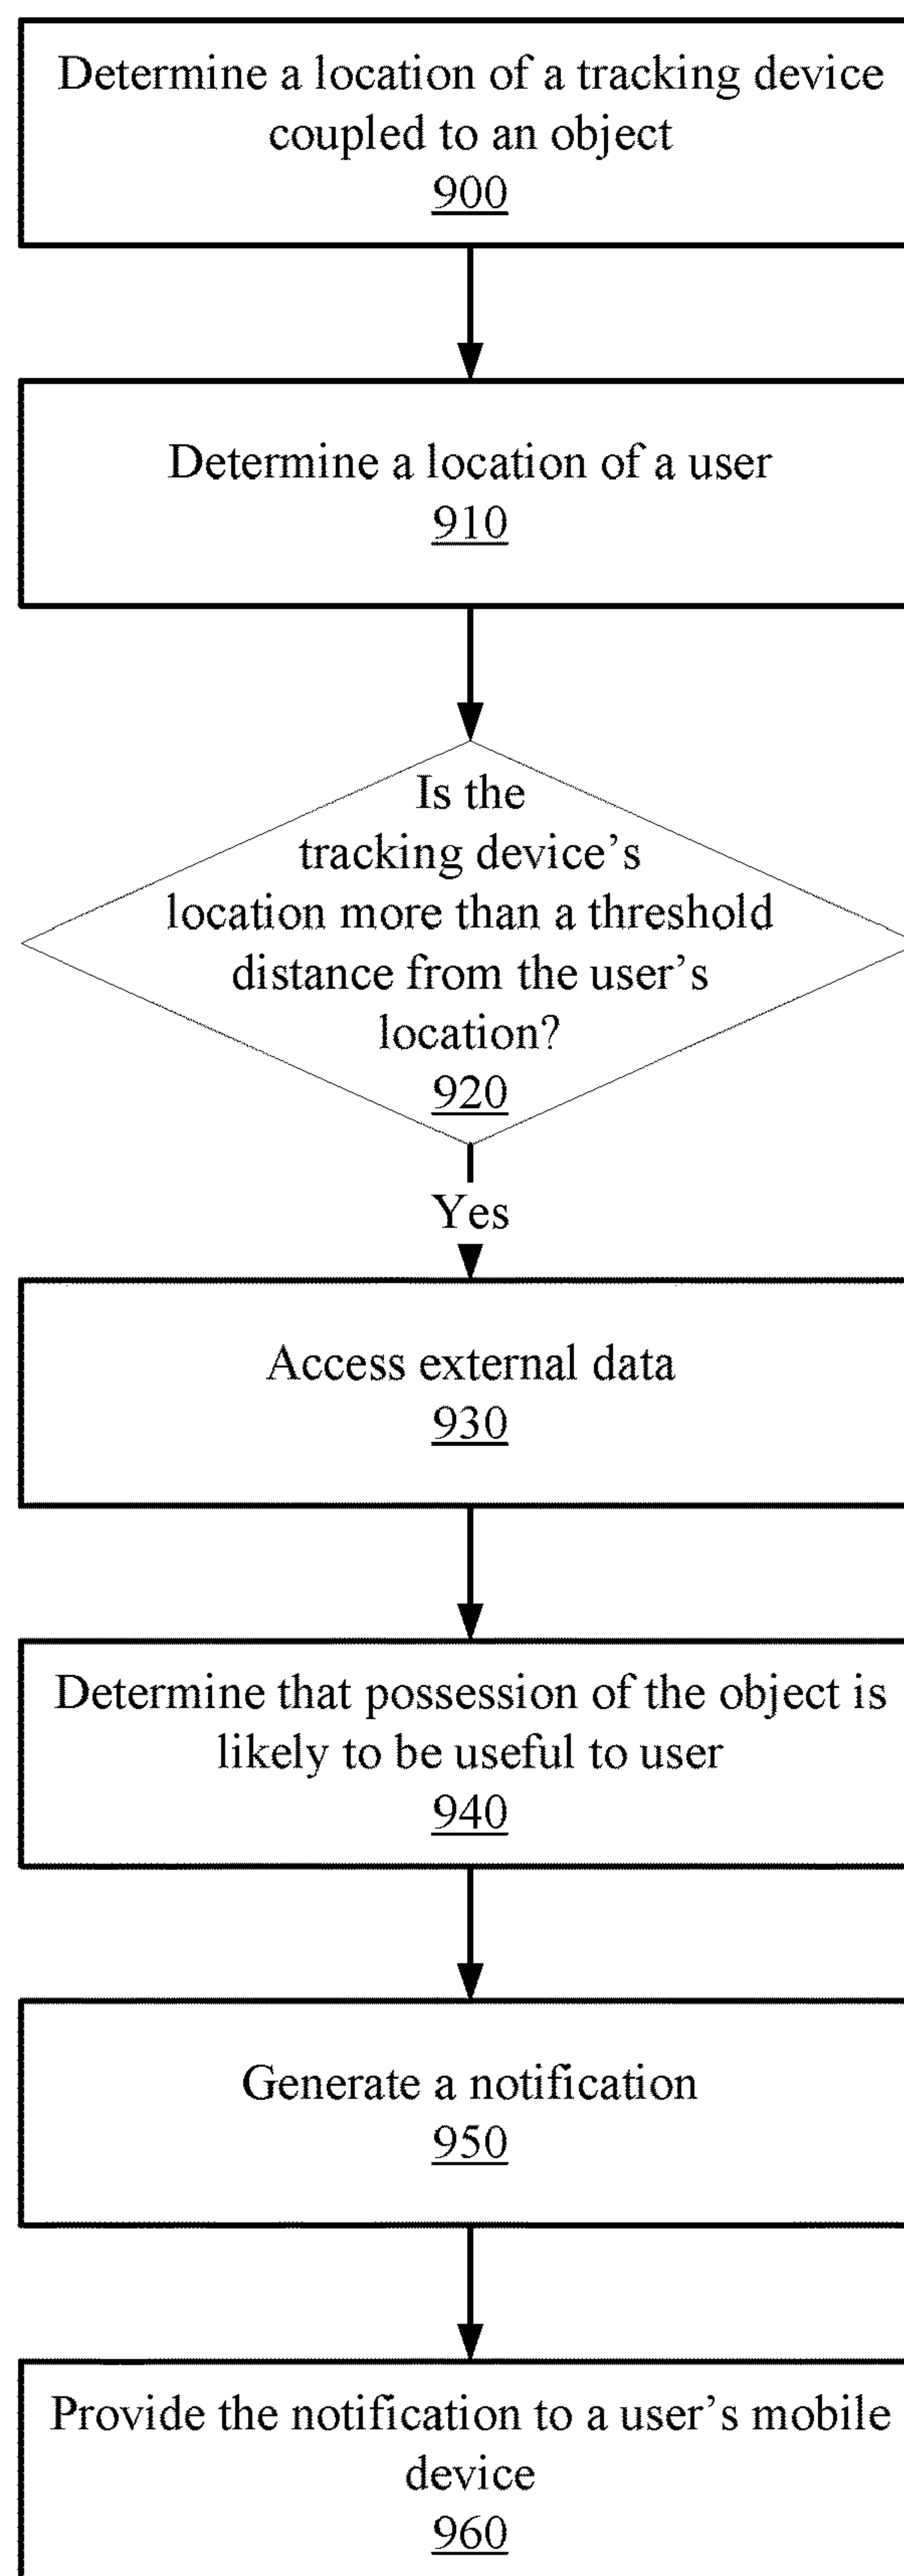 Determine a location of a tracking device
coupled to an object
900
Determine a location of a user
910
Is the
tracking device’s
location more than a threshold
distance from the user’s
location?
920
Yes
Access external data
930
Determine that possession of the object is
likely to be useful to user
940
Generate a notification
950
Provide the notification to a user’s mobile
device
960